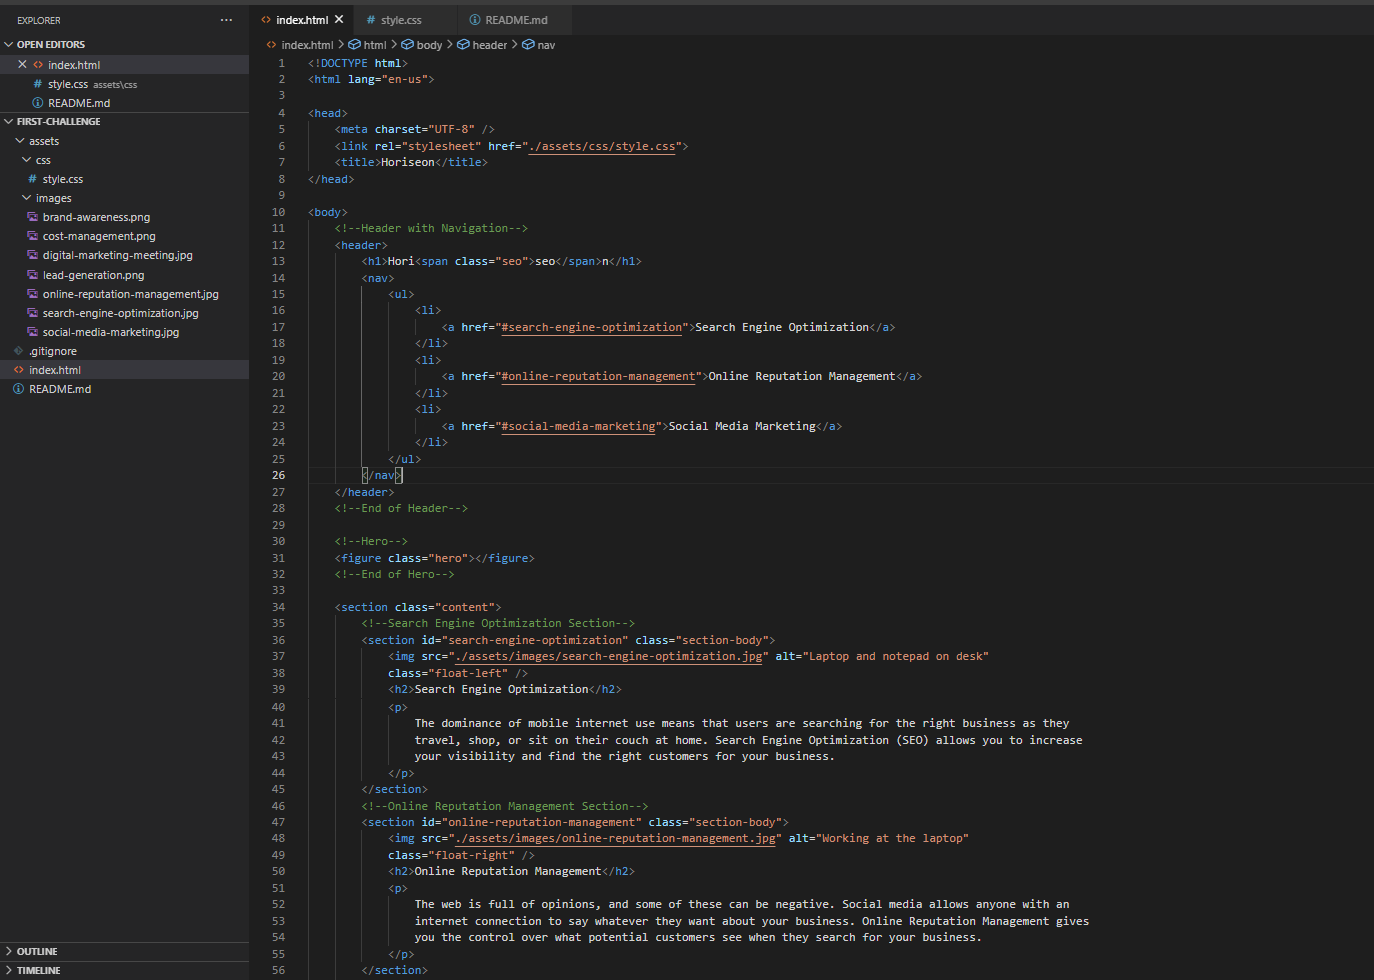 EXPLORER
···
OPEN EDITORS
index.html
style.css assets\css
README.md
FIRST-CHALLENGE
assets
css
style.css
images
brand-awareness.png
cost-management.png
digital-marketing-meeting.jpg
lead-generation.png
online-reputation-management.jpg
search-engine-optimization.jpg
social-media-marketing.jpg
.gitignore
index.html
README.md
OUTLINE
TIMELINE
index.html
style.css
README.md
index.html > html > body > header > nav
1 <!DOCTYPE html>
2 <html lang="en-us">
3
4 <head>
5 <meta charset="UTF-8" />
6 <link rel="stylesheet" href="./assets/css/style.css">
7 <title>Horiseon</title>
8 </head>
9
10 <body>
11 <!--Header with Navigation-->
12 <header>
13 <h1>Hori<span class="seo">seo</span>n</h1>
14 <nav>
15 <ul>
16 <li>
17 <a href="#search-engine-optimization">Search Engine Optimization</a>
18 </li>
19 <li>
20 <a href="#online-reputation-management">Online Reputation Management</a>
21 </li>
22 <li>
23 <a href="#social-media-marketing">Social Media Marketing</a>
24 </li>
25 </ul>
26 </nav>
27 </header>
28 <!--End of Header-->
29
30 <!--Hero-->
31 <figure class="hero"></figure>
32 <!--End of Hero-->
33
34 <section class="content">
35 <!--Search Engine Optimization Section-->
36 <section id="search-engine-optimization" class="section-body">
37 <img src="./assets/images/search-engine-optimization.jpg" alt="Laptop and notepad on desk"
38 class="float-left" />
39 <h2>Search Engine Optimization</h2>
40 <p>
41 The dominance of mobile internet use means that users are searching for the right business as they
42 travel, shop, or sit on their couch at home. Search Engine Optimization (SEO) allows you to increase
43 your visibility and find the right customers for your business.
44 </p>
45 </section>
46 <!--Online Reputation Management Section-->
47 <section id="online-reputation-management" class="section-body">
48 <img src="./assets/images/online-reputation-management.jpg" alt="Working at the laptop"
49 class="float-right" />
50 <h2>Online Reputation Management</h2>
51 <p>
52 The web is full of opinions, and some of these can be negative. Social media allows anyone with an
53 internet connection to say whatever they want about your business. Online Reputation Management gives
54 you the control over what potential customers see when they search for your business.
55 </p>
56 </section>